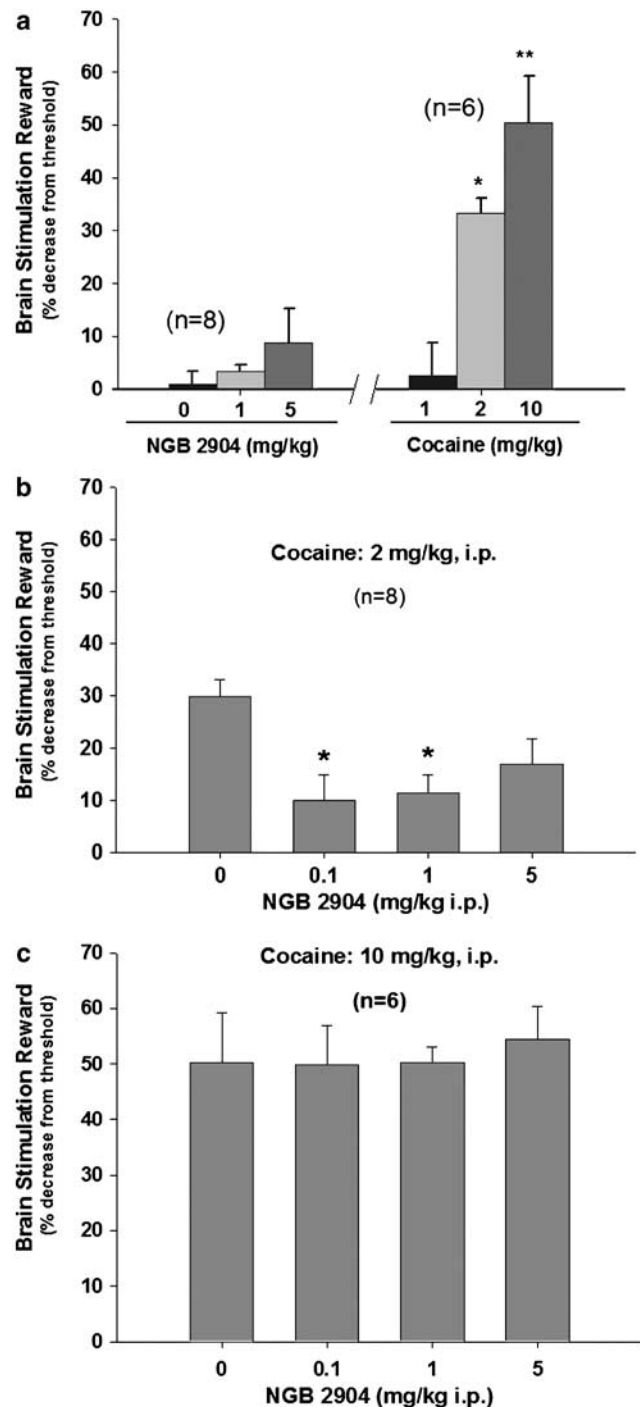 a
Brain Stimulation Reward
(% decrease from threshold)
70
60
50
40
30
20
10
0
(n=8)
(n=6)
*
**
0 1 5
1 2 10
NGB 2904 (mg/kg)
Cocaine (mg/kg)
b
Brain Stimulation Reward
(% decrease from threshold)
70
60
50
40
30
20
10
0
Cocaine: 2 mg/kg, i.p.
(n=8)
* *
0 0.1 1 5
NGB 2904 (mg/kg i.p.)
c
Brain Stimulation Reward
(% decrease from threshold)
70
60
50
40
30
20
10
0
Cocaine: 10 mg/kg, i.p.
(n=6)
0 0.1 1 5
NGB 2904 (mg/kg i.p.)